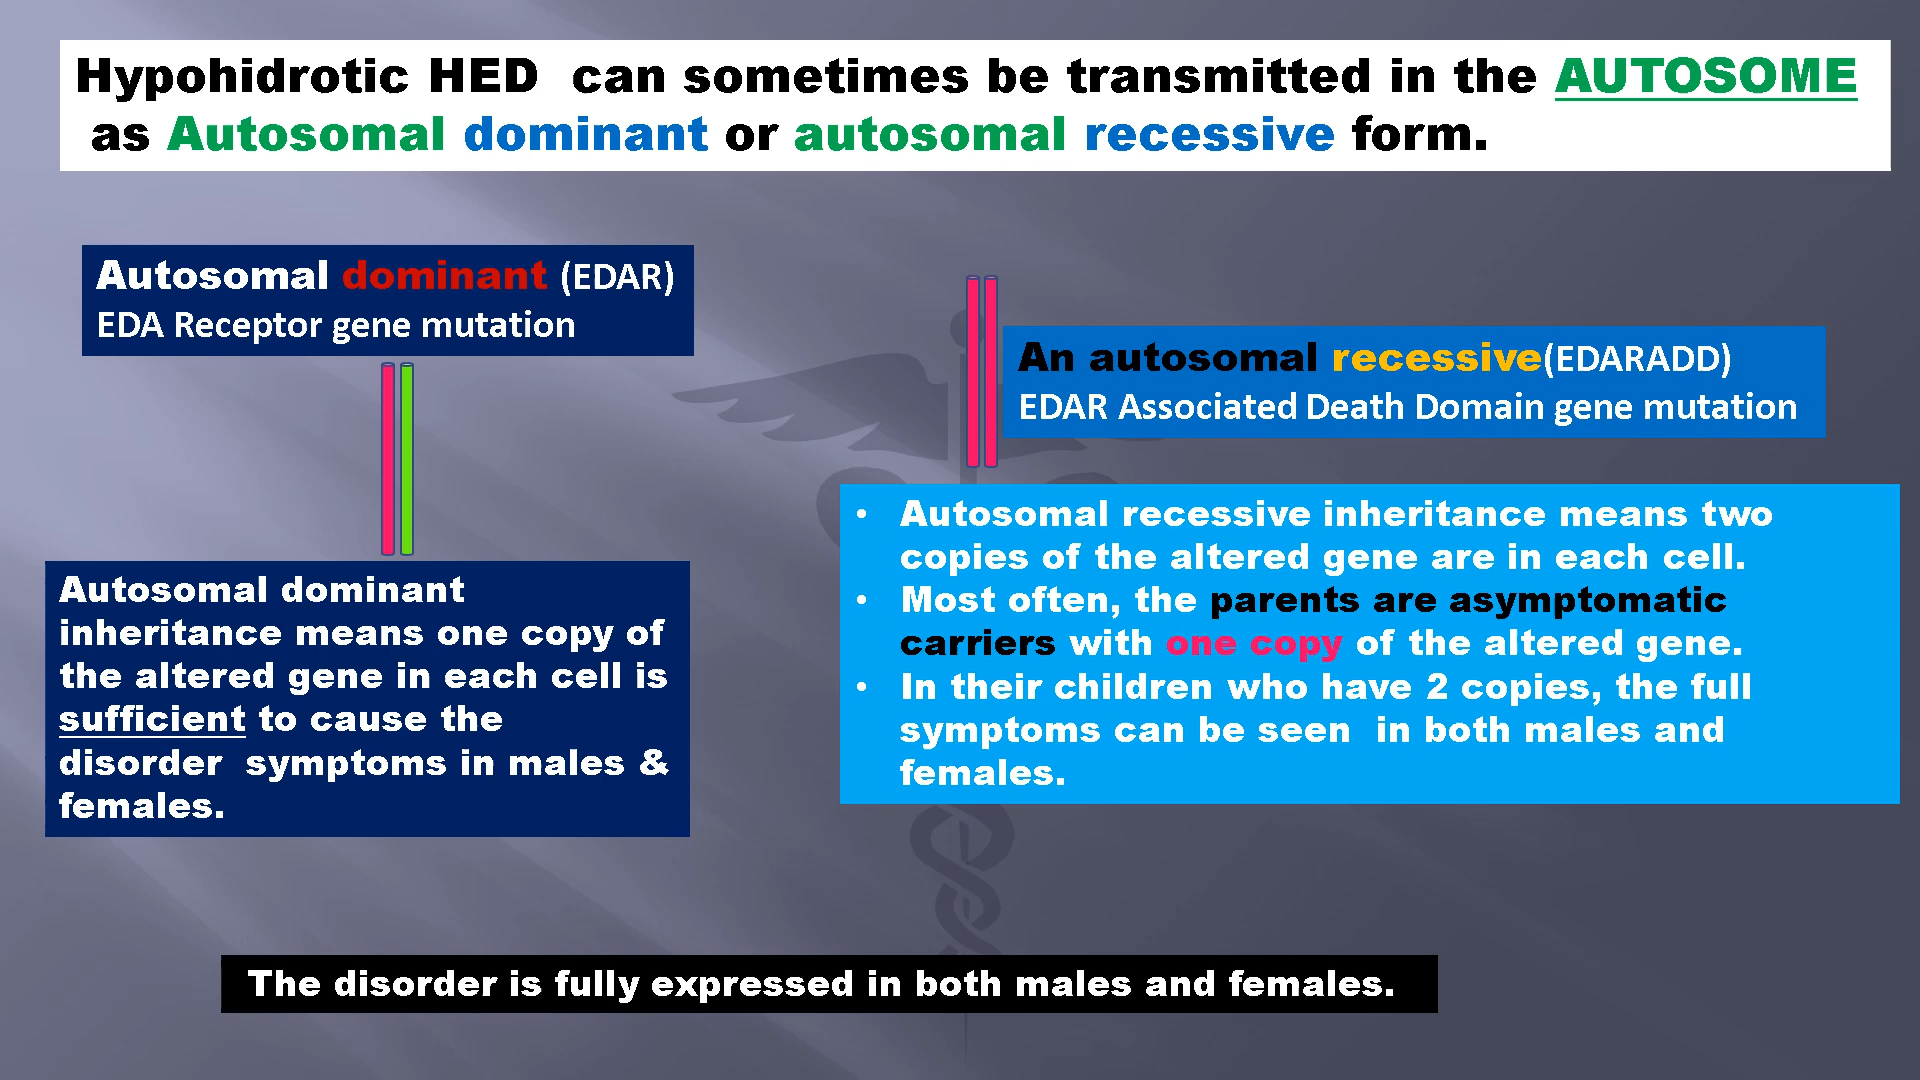 Hypohidrotic HED can sometimes be transmitted in the AUTOSOME
as Autosomal dominant or autosomal recessive form.
Autosomal dominant (EDAR)
EDA Receptor gene mutation
An autosomal recessive(EDARADD)
EDAR Associated Death Domain gene mutation
Autosomal dominant
inheritance means one copy of
the altered gene in each cell is
sufficient to cause the
disorder symptoms in males &
females.
• Autosomal recessive inheritance means two
copies of the altered gene are in each cell.
• Most often, the parents are asymptomatic
carriers with one copy of the altered gene.
• In their children who have 2 copies, the full
symptoms can be seen in both males and
females.
The disorder is fully expressed in both males and females.